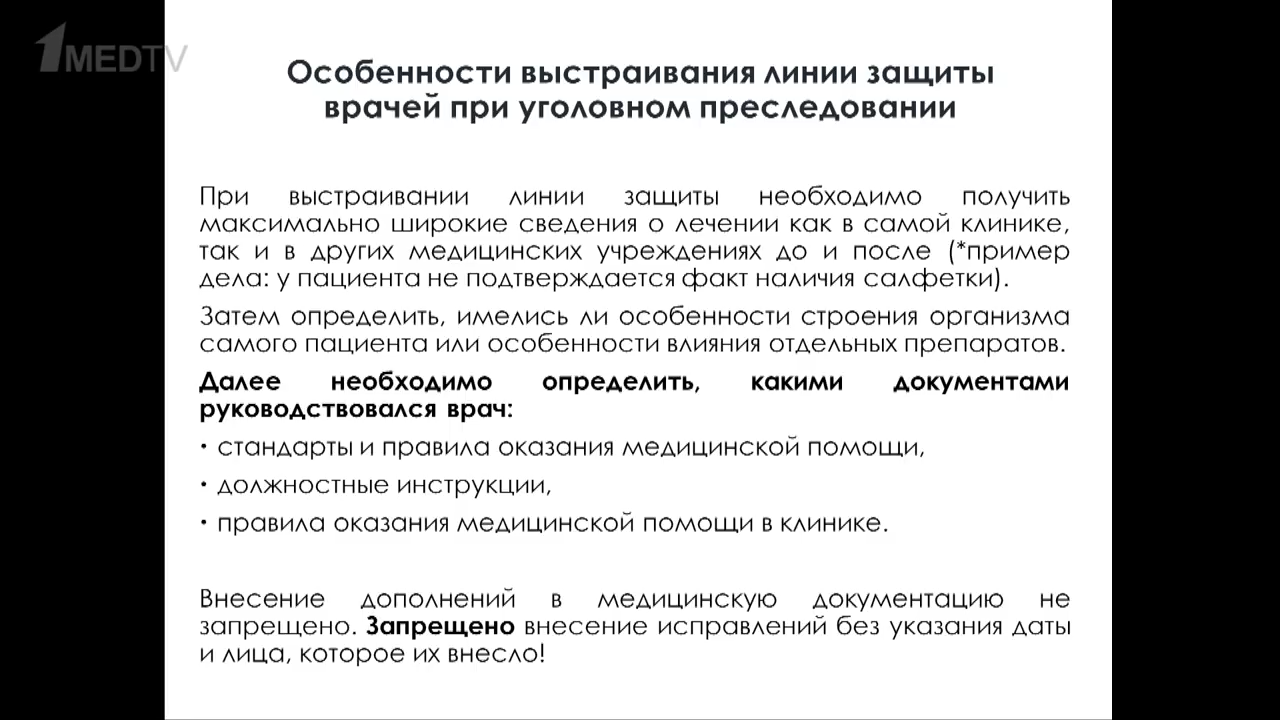 1MEDTV
Особенности выстраивания линии защиты
врачей при уголовном преследовании
При выстраивании линии защиты необходимо получить
максимально широкие сведения о лечении как в самой клинике,
так и в других медицинских учреждениях до и после (*пример
дела: у пациента не подтверждается факт наличия салфетки).
Затем определить, имелись ли особенности строения организма
самого пациента или особенности влияния отдельных препаратов.
Далее необходимо определить, какими документами
руководствовался врач:
• стандарты и правила оказания медицинской помощи,
• должностные инструкции,
• правила оказания медицинской помощи в клинике.
Внесение дополнений в медицинскую документацию не
запрещено. Запрещено внесение исправлений без указания даты
и лица, которое их внесло!